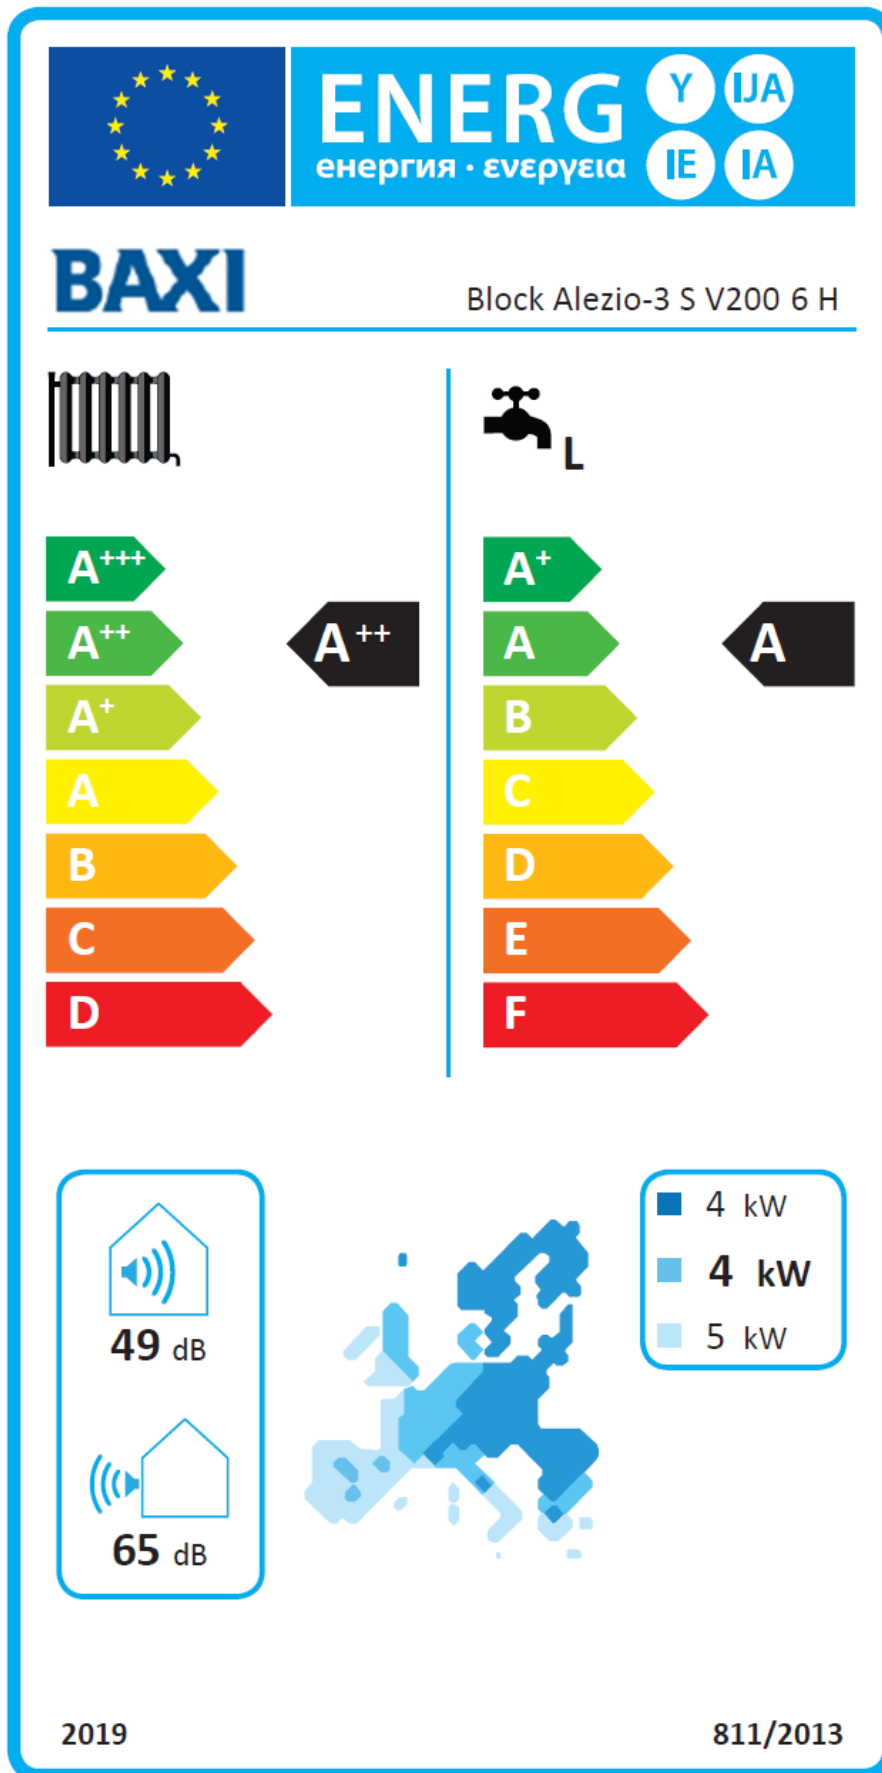 ENERG Y IJA
енергия · ενεργεια IE IA
BAXI
Block Alezio-3 S V200 6 H
L
A+++
A++
A+
A
B
C
D
A++
A+
A
B
C
D
E
F
A
49 dB
65 dB
4 kW
4 kW
5 kW
2019
811/2013